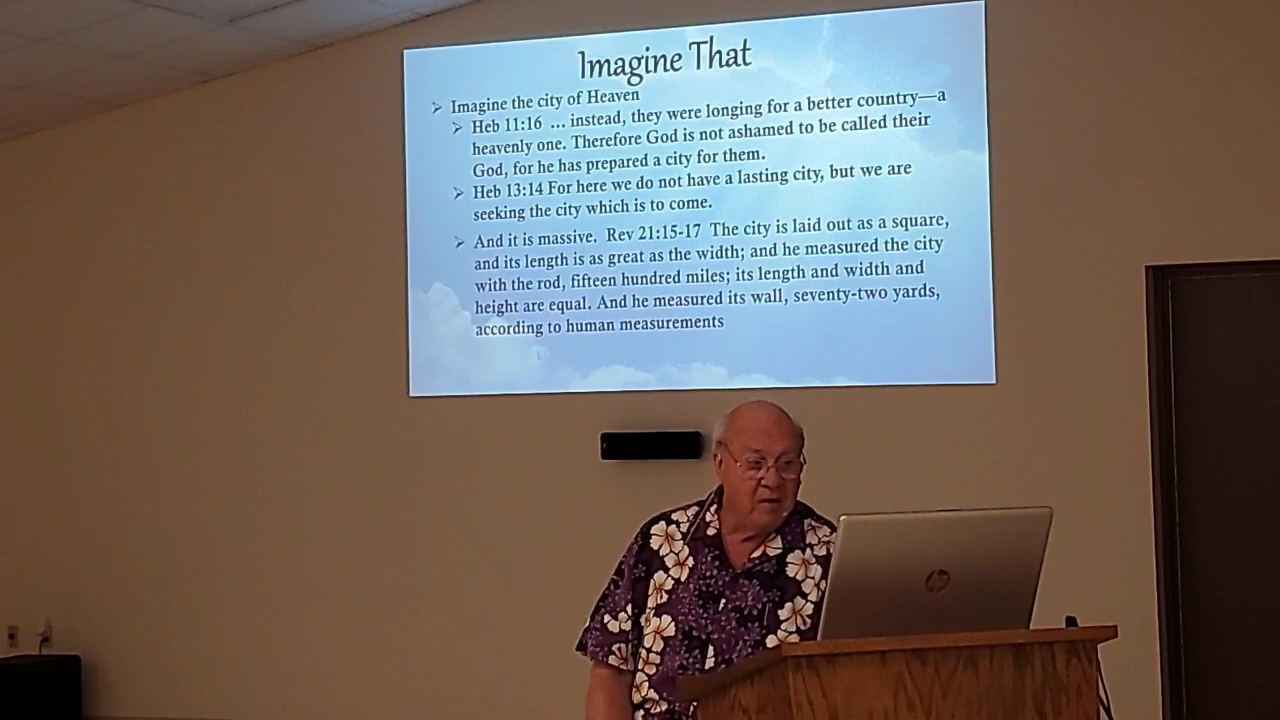 Imagine That
➢ Imagine the city of Heaven
➢ Heb 11:16 ... instead, they were longing for a better country—a
heavenly one. Therefore God is not ashamed to be called their
God, for he has prepared a city for them.
➢ Heb 13:14 For here we do not have a lasting city, but we are
seeking the city which is to come.
➢ And it is massive. Rev 21:15-17 The city is laid out as a square,
and its length is as great as the width; and he measured the city
with the rod, fifteen hundred miles; its length and width and
height are equal. And he measured its wall, seventy-two yards,
according to human measurements
hp